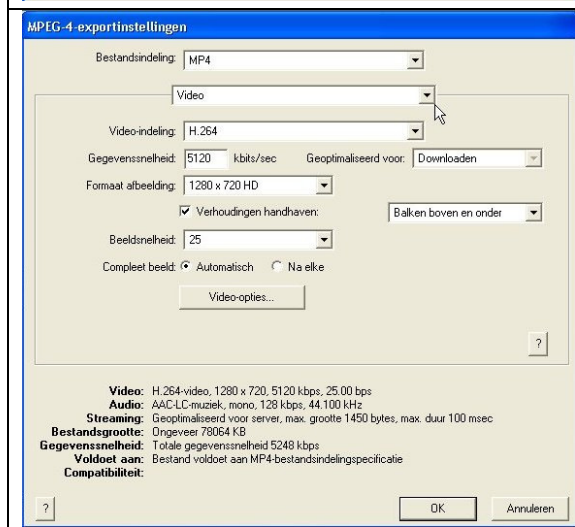 MPEG-4-exportinstellingen
Bestandsindeling: MP4
Video
Video-indeling: H.264
Gegevenssnelheid: 5120 kbits/sec Geoptimaliseerd voor: Downloaden
Formaat afbeelding: 1280 x 720 HD
Verhoudingen handhaven: Balken boven en onder
Beeldsnelheid: 25
Compleet beeld: Automatisch Na elke
Video-opties...
?
Video: H.264-video, 1280 x 720, 5120 kbps, 25.00 bps
Audio: AAC-LC-muziek, mono, 128 kbps, 44.100 kHz
Streaming: Geoptimaliseerd voor server, max. grootte 1450 bytes, max. duur 100 msec
Bestandsgrootte: Ongeveer 78064 KB
Gegevenssnelheid: Totale gegevenssnelheid 5248 kbps
Voldoet aan: Bestand voldoet aan MP4-bestandsindelingspecificatie
Compatibiliteit:
? OK Annuleren